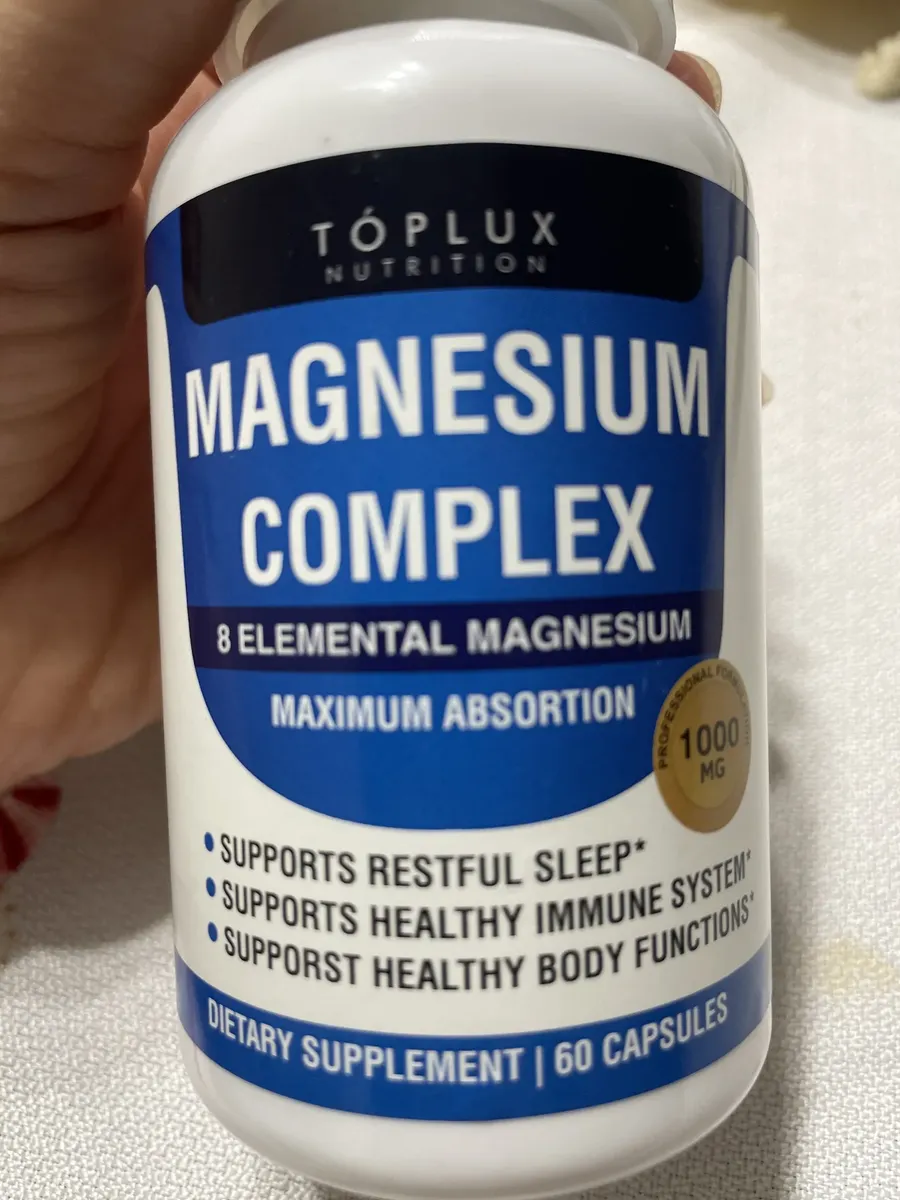 TÓPLUX
NUTRITION
MAGNESIUM
COMPLEX
8 ELEMENTAL MAGNESIUM
MAXIMUM ABSORTION
PROFESSIONAL FORMULATION
1000
MG
• SUPPORTS RESTFUL SLEEP*
• SUPPORTS HEALTHY IMMUNE SYSTEM*
• SUPPORST HEALTHY BODY FUNCTIONS*
DIETARY SUPPLEMENT | 60 CAPSULES